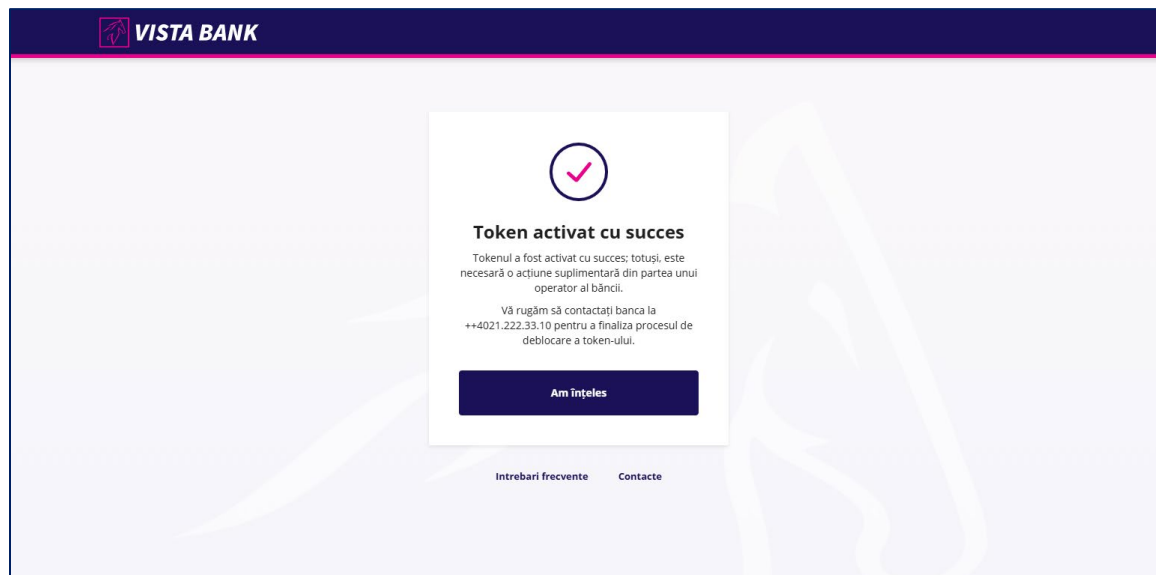 VISTA BANK
Token activat cu succes
Tokenul a fost activat cu succes; totuși, este
necesară o acțiune suplimentară din partea unui
operator al băncii.
Vă rugăm să contactați banca la
++4021.222.33.10 pentru a finaliza procesul de
deblocare a token-ului.
Am înțeles
Intrebari frecvente Contacte